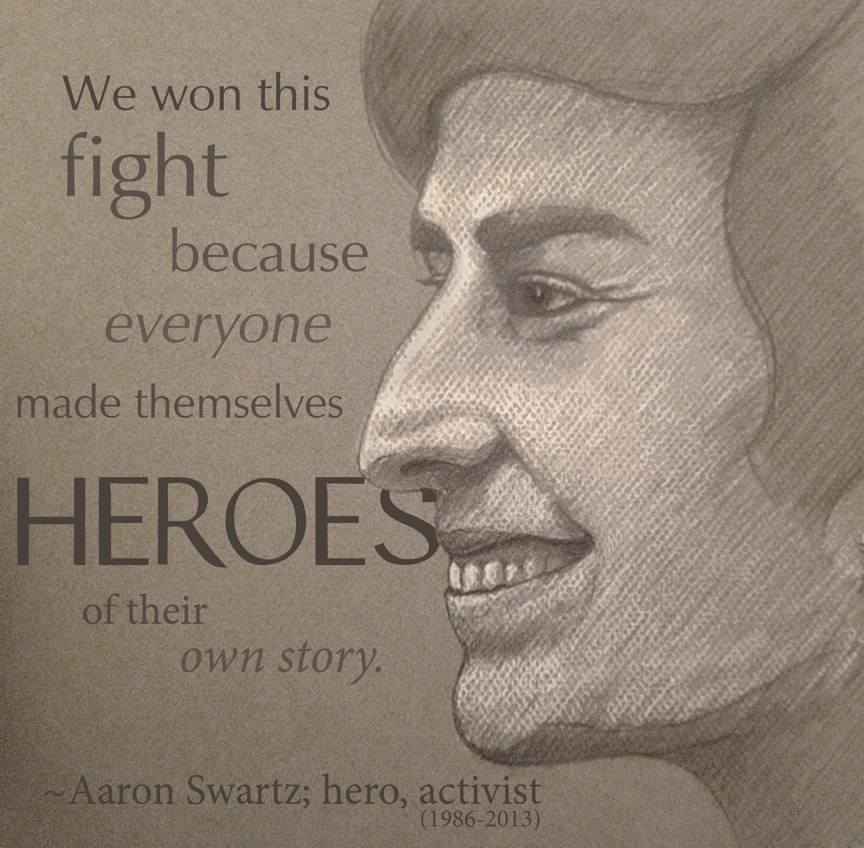 We won this
fight
because
everyone
made themselves
HEROES
of their
own story.
~Aaron Swartz; hero, activist
(1986-2013)